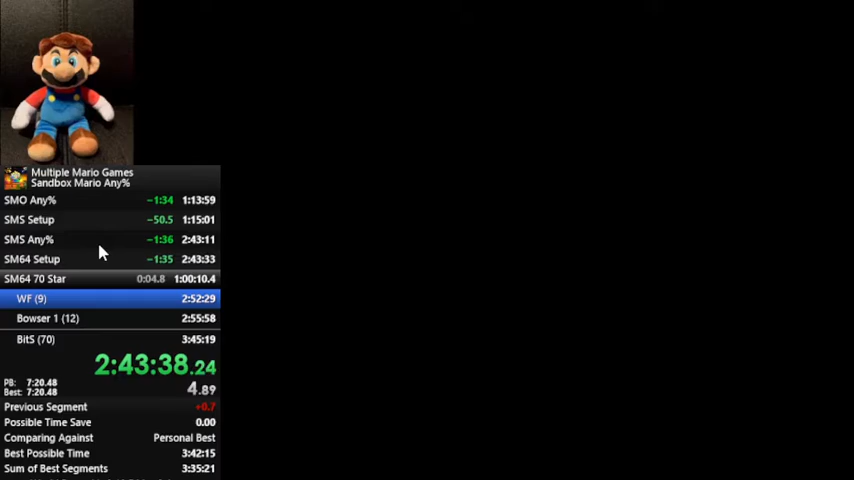 Multiple Mario Games
Sandbox Mario Any%
SMO Any% −1:34 1:13:59
SMS Setup −50.5 1:15:01
SMS Any% −1:36 2:43:11
SM64 Setup −1:35 2:43:33
SM64 70 Star 0:04.8 1:00:10.4
WF (9) 2:52:29
Bowser 1 (12) 2:55:58
BitS (70) 3:45:19
2:43:38.24
PB: 7:20.48 4.89
Best: 7:20.48
Previous Segment +0.7
Possible Time Save 0.00
Comparing Against Personal Best
Best Possible Time 3:42:15
Sum of Best Segments 3:35:21